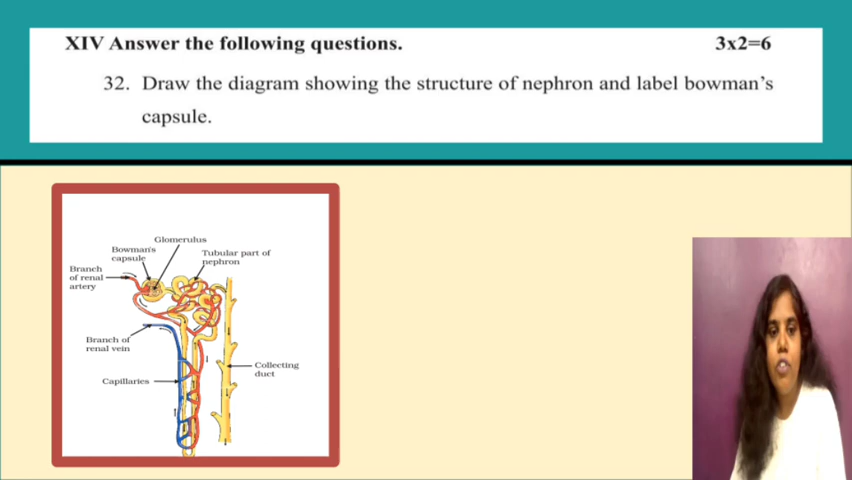 XIV Answer the following questions. 3x2=6
32. Draw the diagram showing the structure of nephron and label bowman's
capsule.
Glomerulus
Bowman's
capsule
Tubular part of
nephron
Branch
of renal
artery
Branch of
renal vein
Collecting
duct
Capillaries